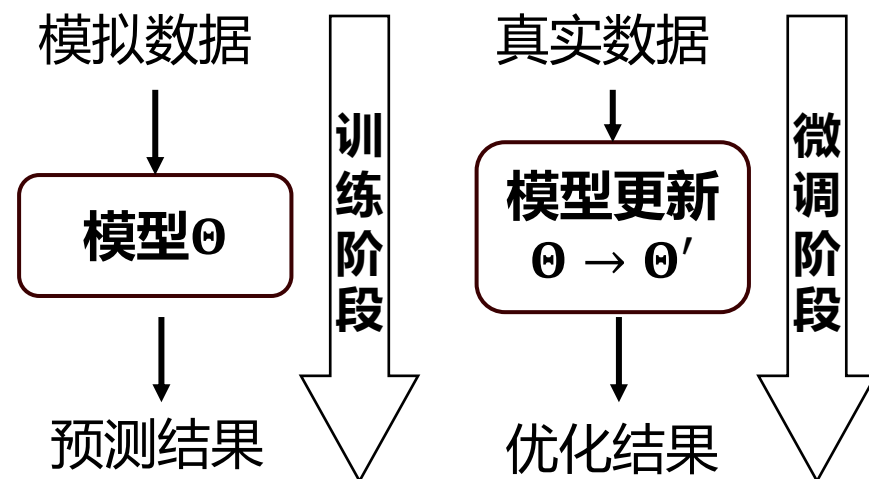 模拟数据
模型Θ
预测结果
训练阶段
真实数据
模型更新
Θ → Θ′
优化结果
微调阶段